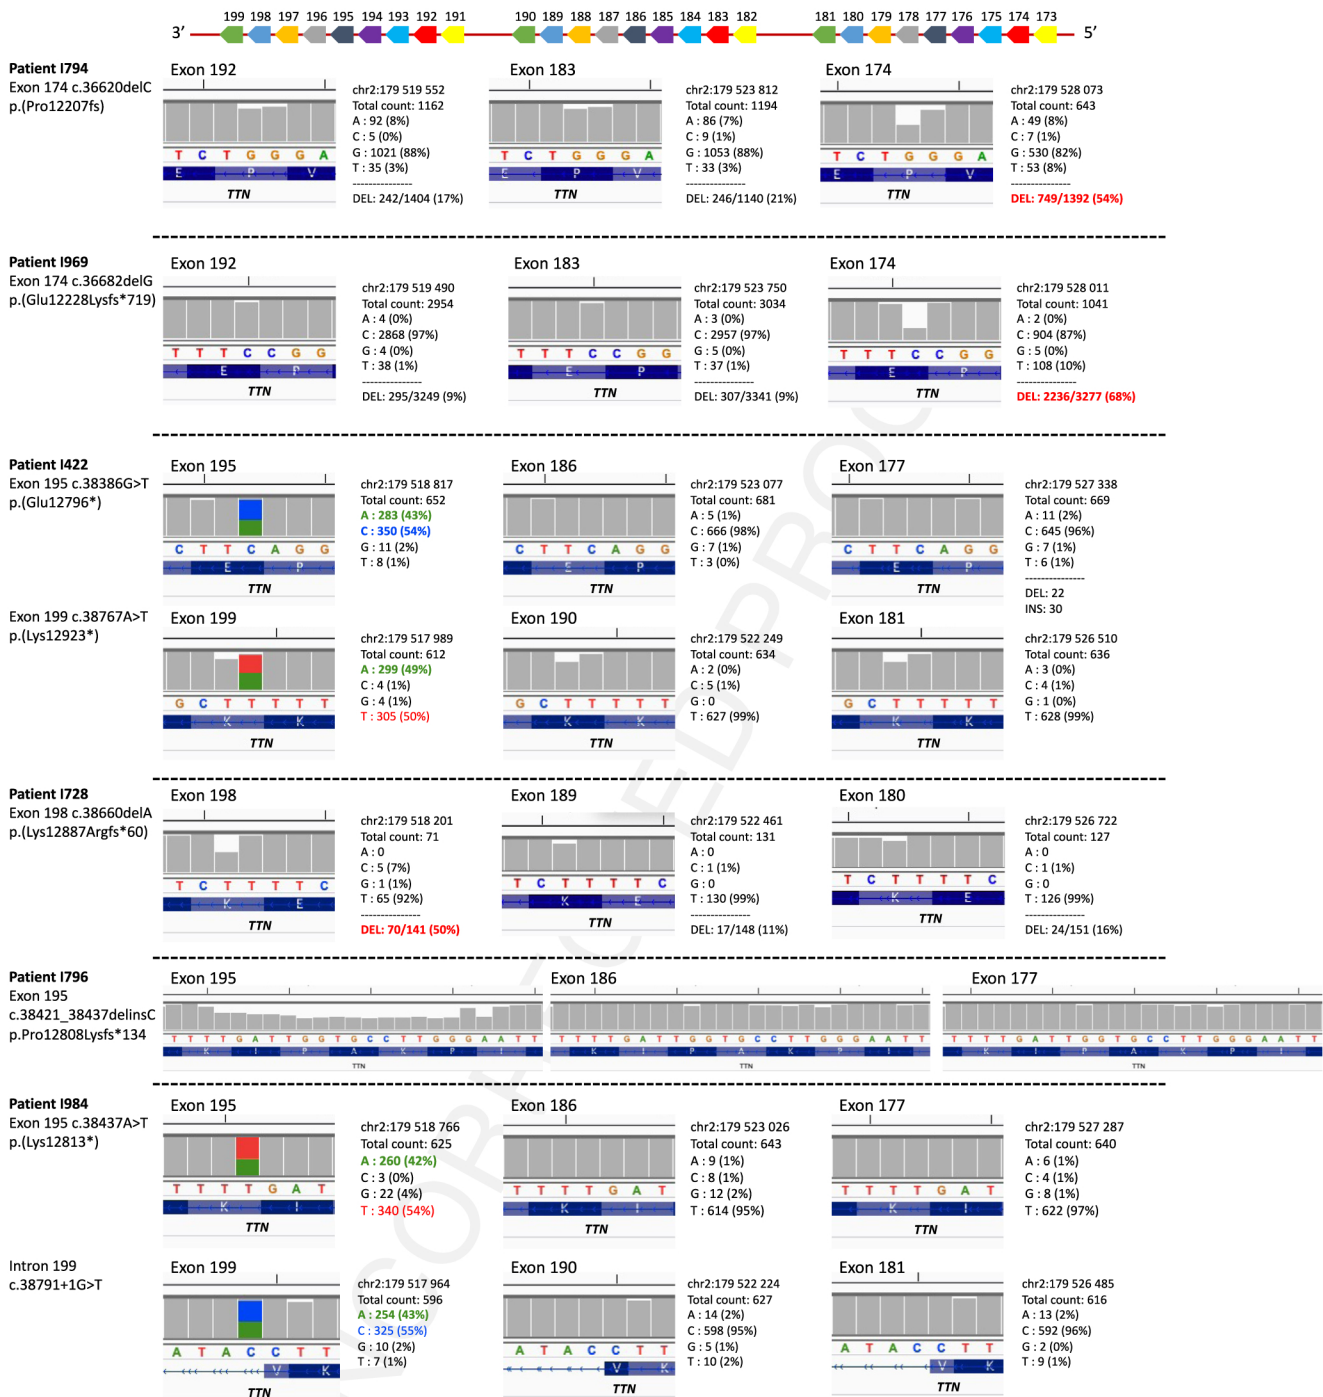 199 198 197 196 195 194 193 192 191 190 189 188 187 186 185 184 183 182 181 180 179 178 177 176 175 174 173
3′ 5′
Patient I794
Exon 174 c.36620delC
p.(Pro12207fs)
Exon 192
T C T G G G A
E P V
TTN
chr2:179 519 552
Total count: 1162
A : 92 (8%)
C : 5 (0%)
G : 1021 (88%)
T : 35 (3%)
---------------
DEL: 242/1404 (17%)
Exon 183
T C T G G G A
E P V
TTN
chr2:179 523 812
Total count: 1194
A : 86 (7%)
C : 9 (1%)
G : 1053 (88%)
T : 33 (3%)
---------------
DEL: 246/1140 (21%)
Exon 174
T C T G G G A
E P V
TTN
chr2:179 528 073
Total count: 643
A : 49 (8%)
C : 7 (1%)
G : 530 (82%)
T : 53 (8%)
---------------
DEL: 749/1392 (54%)
Patient I969
Exon 174 c.36682delG
p.(Glu12228Lysfs*719)
Exon 192
T T T C C G G
E P
TTN
chr2:179 519 490
Total count: 2954
A : 4 (0%)
C : 2868 (97%)
G : 4 (0%)
T : 38 (1%)
---------------
DEL: 295/3249 (9%)
Exon 183
T T T C C G G
E P
TTN
chr2:179 523 750
Total count: 3034
A : 3 (0%)
C : 2957 (97%)
G : 5 (0%)
T : 37 (1%)
---------------
DEL: 307/3341 (9%)
Exon 174
T T T C C G G
E P
TTN
chr2:179 528 011
Total count: 1041
A : 2 (0%)
C : 904 (87%)
G : 5 (0%)
T : 108 (10%)
---------------
DEL: 2236/3277 (68%)
Patient I422
Exon 195 c.38386G>T
p.(Glu12796*)
Exon 195
C T T C A G G
E P
TTN
chr2:179 518 817
Total count: 652
A : 283 (43%)
C : 350 (54%)
G : 11 (2%)
T : 8 (1%)
Exon 186
C T T C A G G
E P
TTN
chr2:179 523 077
Total count: 681
A : 5 (1%)
C : 666 (98%)
G : 7 (1%)
T : 3 (0%)
Exon 177
C T T C A G G
E P
TTN
chr2:179 527 338
Total count: 669
A : 11 (2%)
C : 645 (96%)
G : 7 (1%)
T : 6 (1%)
---------------
DEL: 22
INS: 30
Exon 199 c.38767A>T
p.(Lys12923*)
Exon 199
G C T T T T T
K K
TTN
chr2:179 517 989
Total count: 612
A : 299 (49%)
C : 4 (1%)
G : 4 (1%)
T : 305 (50%)
Exon 190
G C T T T T T
K K
TTN
chr2:179 522 249
Total count: 634
A : 2 (0%)
C : 5 (1%)
G : 0
T : 627 (99%)
Exon 181
G C T T T T T
K K
TTN
chr2:179 526 510
Total count: 636
A : 3 (0%)
C : 4 (1%)
G : 1 (0%)
T : 628 (99%)
Patient I728
Exon 198 c.38660delA
p.(Lys12887Argfs*60)
Exon 198
T C T T T T C
K E
TTN
chr2:179 518 201
Total count: 71
A : 0
C : 5 (7%)
G : 1 (1%)
T : 65 (92%)
---------------
DEL: 70/141 (50%)
Exon 189
T C T T T T C
K E
TTN
chr2:179 522 461
Total count: 131
A : 0
C : 1 (1%)
G : 0
T : 130 (99%)
---------------
DEL: 17/148 (11%)
Exon 180
T C T T T T C
K E
TTN
chr2:179 526 722
Total count: 127
A : 0
C : 1 (1%)
G : 0
T : 126 (99%)
---------------
DEL: 24/151 (16%)
Patient I796
Exon 195
c.38421_38437delinsC
p.Pro12808Lysfs*134
Exon 195
T T T T G A T T G G T G C C T T G G G A A T T
K I P A K P I
TTN
Exon 186
T T T T G A T T G G T G C C T T G G G A A T T
K I P A K P I
TTN
Exon 177
T T T T G A T T G G T G C C T T G G G A A T T
K I P A K P I
TTN
Patient I984
Exon 195 c.38437A>T
p.(Lys12813*)
Exon 195
T T T T G A T
K I
TTN
chr2:179 518 766
Total count: 625
A : 260 (42%)
C : 3 (0%)
G : 22 (4%)
T : 340 (54%)
Exon 186
T T T T G A T
K I
TTN
chr2:179 523 026
Total count: 643
A : 9 (1%)
C : 8 (1%)
G : 12 (2%)
T : 614 (95%)
Exon 177
T T T T G A T
K I
TTN
chr2:179 527 287
Total count: 640
A : 6 (1%)
C : 4 (1%)
G : 8 (1%)
T : 622 (97%)
Intron 199
c.38791+1G>T
Exon 199
A T A C C T T
V K
TTN
chr2:179 517 964
Total count: 596
A : 254 (43%)
C : 325 (55%)
G : 10 (2%)
T : 7 (1%)
Exon 190
A T A C C T T
V K
TTN
chr2:179 522 224
Total count: 627
A : 14 (2%)
C : 598 (95%)
G : 5 (1%)
T : 10 (2%)
Exon 181
A T A C C T T
V K
TTN
chr2:179 526 485
Total count: 616
A : 13 (2%)
C : 592 (96%)
G : 2 (0%)
T : 9 (1%)